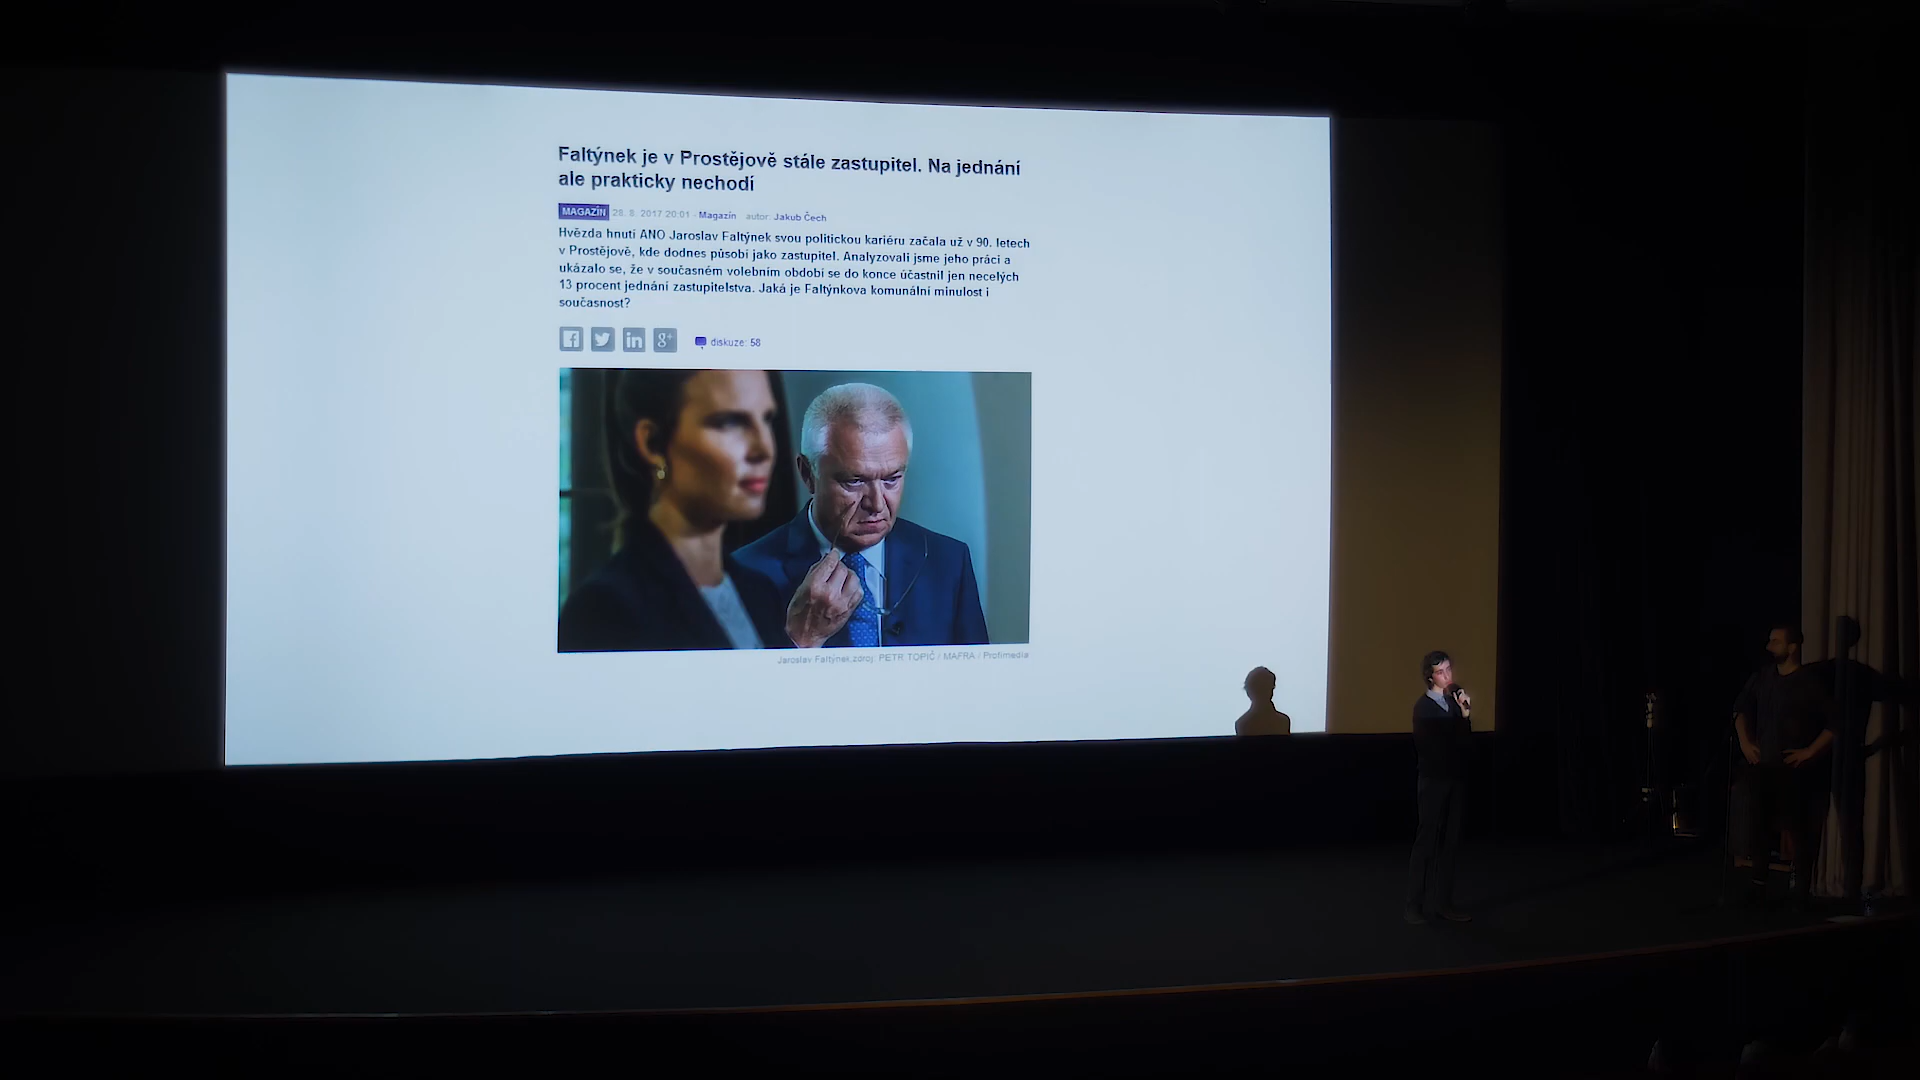 Faltýnek je v Prostějově stále zastupitel. Na jednání
ale prakticky nechodí
MAGAZÍN 28. 8. 2017 20:01 - Magazín autor: Jakub Čech
Hvězda hnutí ANO Jaroslav Faltýnek svou politickou kariéru začala už v 90. letech
v Prostějově, kde dodnes působí jako zastupitel. Analyzovali jsme jeho práci a
ukázalo se, že v současném volebním období se do konce účastnil jen necelých
13 procent jednání zastupitelstva. Jaká je Faltýnkova komunální minulost i
současnost?
in g+ diskuze: 58
Jaroslav Faltýnek,zdroj: PETR TOPIČ / MAFRA / Profimedia